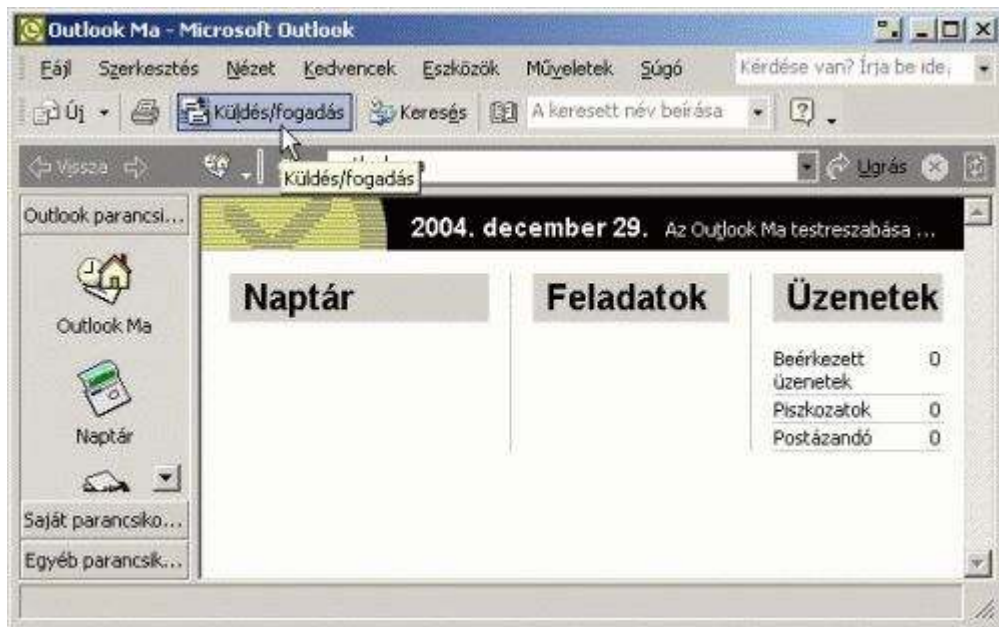 Outlook Ma - Microsoft Outlook
Fájl Szerkesztés Nézet Kedvencek Eszközök Műveletek Súgó Kérdése van? Írja be ide,
Új Küldés/fogadás Keresés A keresett név beírása
Vissza Ugrás
Küldés/fogadás
Outlook parancsi...
2004. december 29. Az Outlook Ma testreszabása ...
Naptár Feladatok Üzenetek
Outlook Ma
Beérkezett üzenetek 0
Piszkozatok 0
Postázandó 0
Naptár
Saját parancsiko...
Egyéb parancsik...